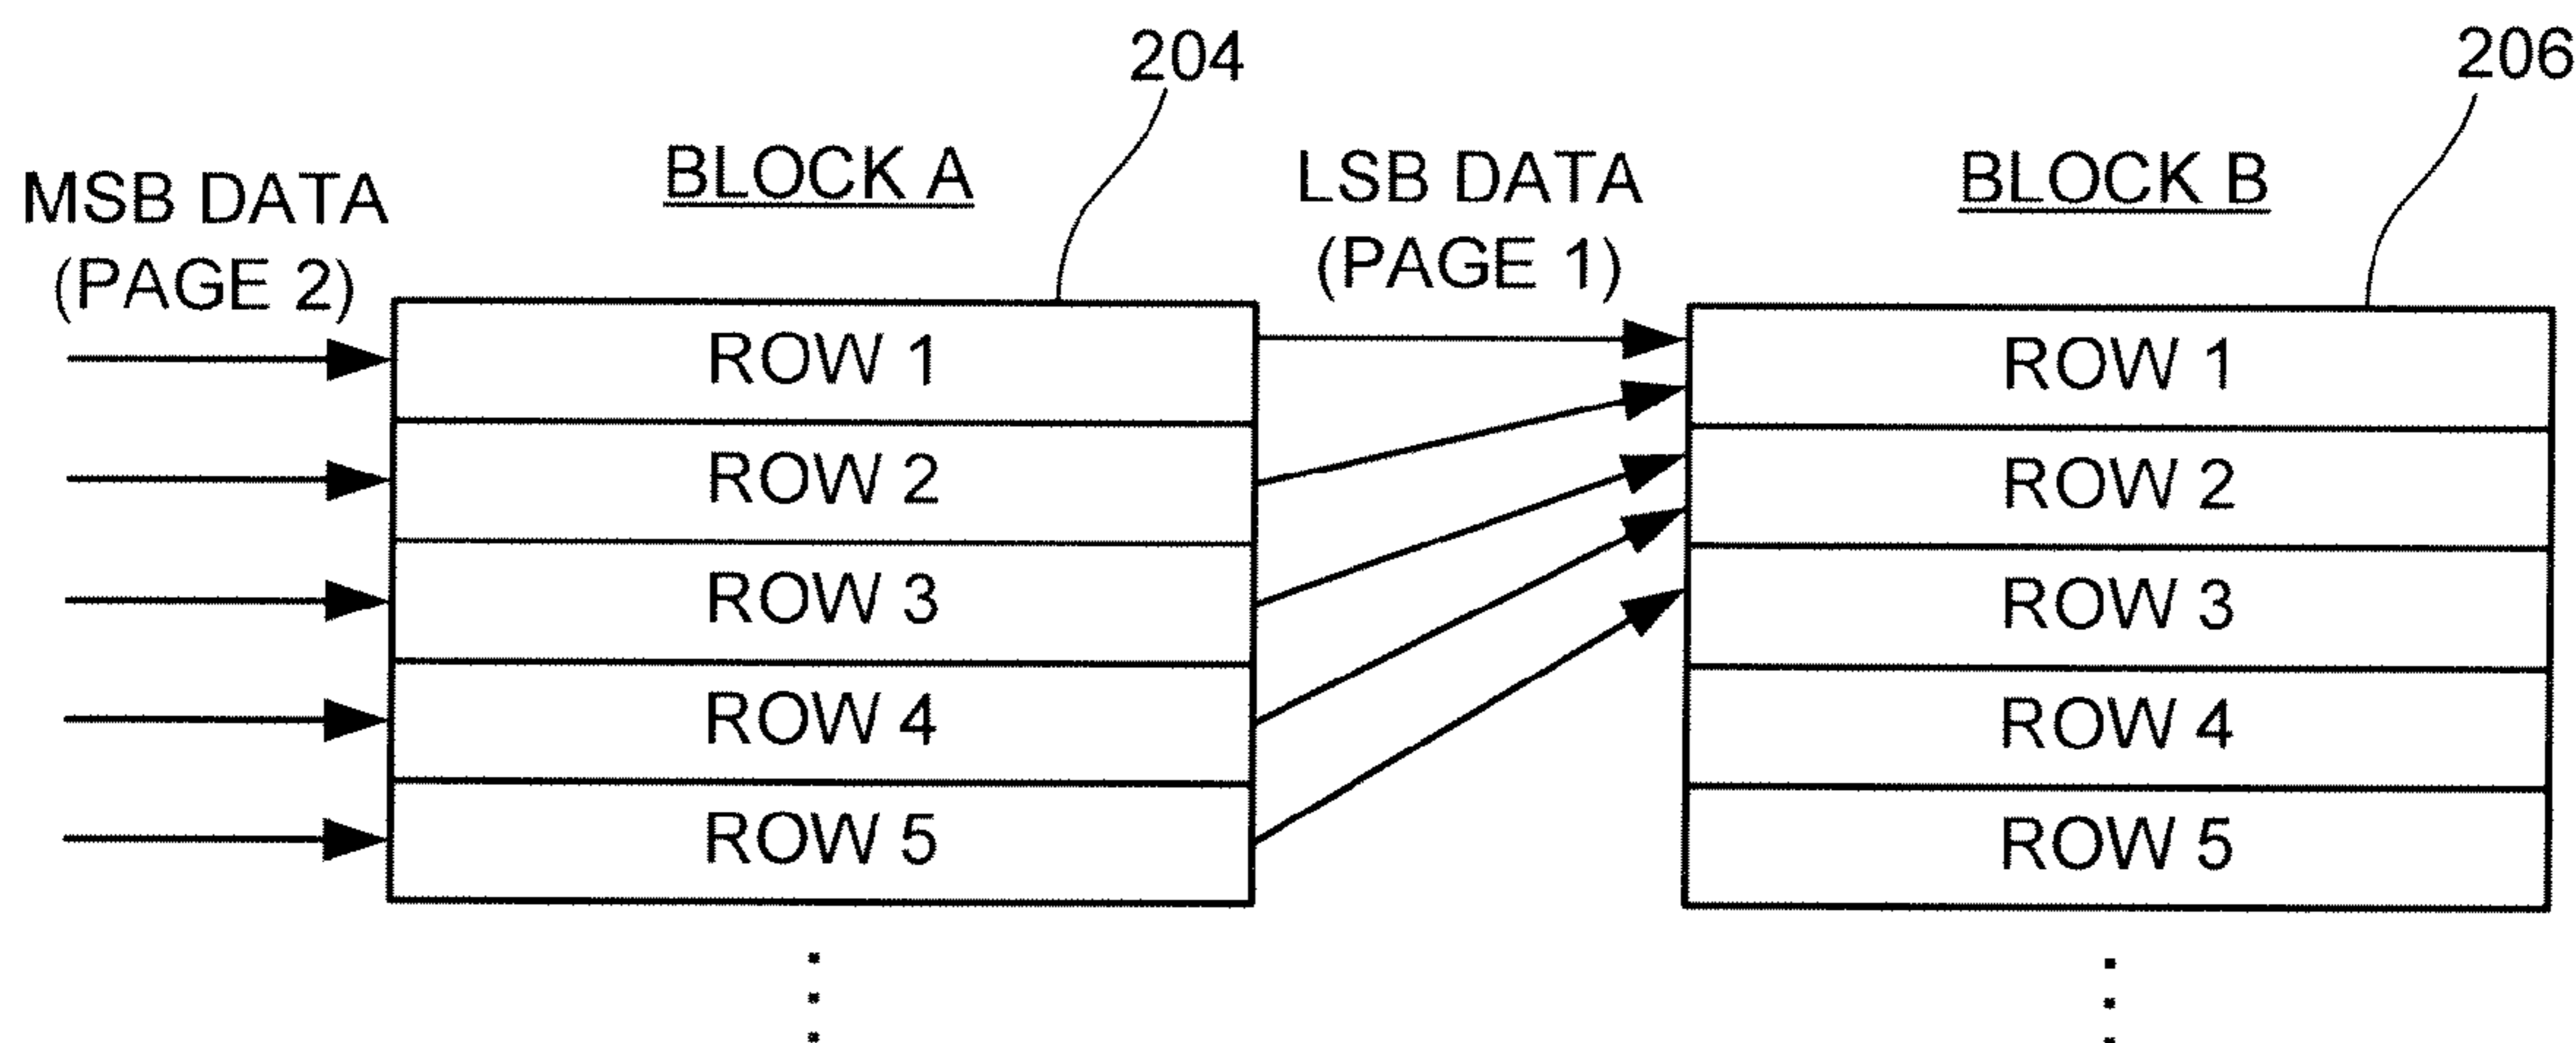 204
206
MSB DATA
(PAGE 2)
BLOCK A
LSB DATA
(PAGE 1)
BLOCK B
ROW 1
ROW 2
ROW 3
ROW 4
ROW 5
ROW 1
ROW 2
ROW 3
ROW 4
ROW 5